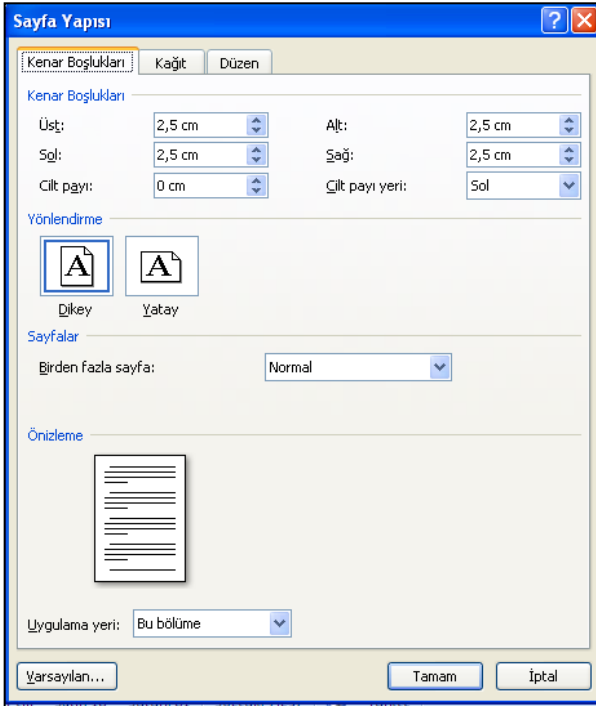 Sayfa Yapısı
Kenar Boşlukları Kağıt Düzen
Kenar Boşlukları
Üst: 2,5 cm Alt: 2,5 cm
Sol: 2,5 cm Sağ: 2,5 cm
Cilt payı: 0 cm Cilt payı yeri: Sol
Yönlendirme
A A
Dikey Yatay
Sayfalar
Birden fazla sayfa: Normal
Önizleme
Uygulama yeri: Bu bölüme
Varsayılan... Tamam İptal